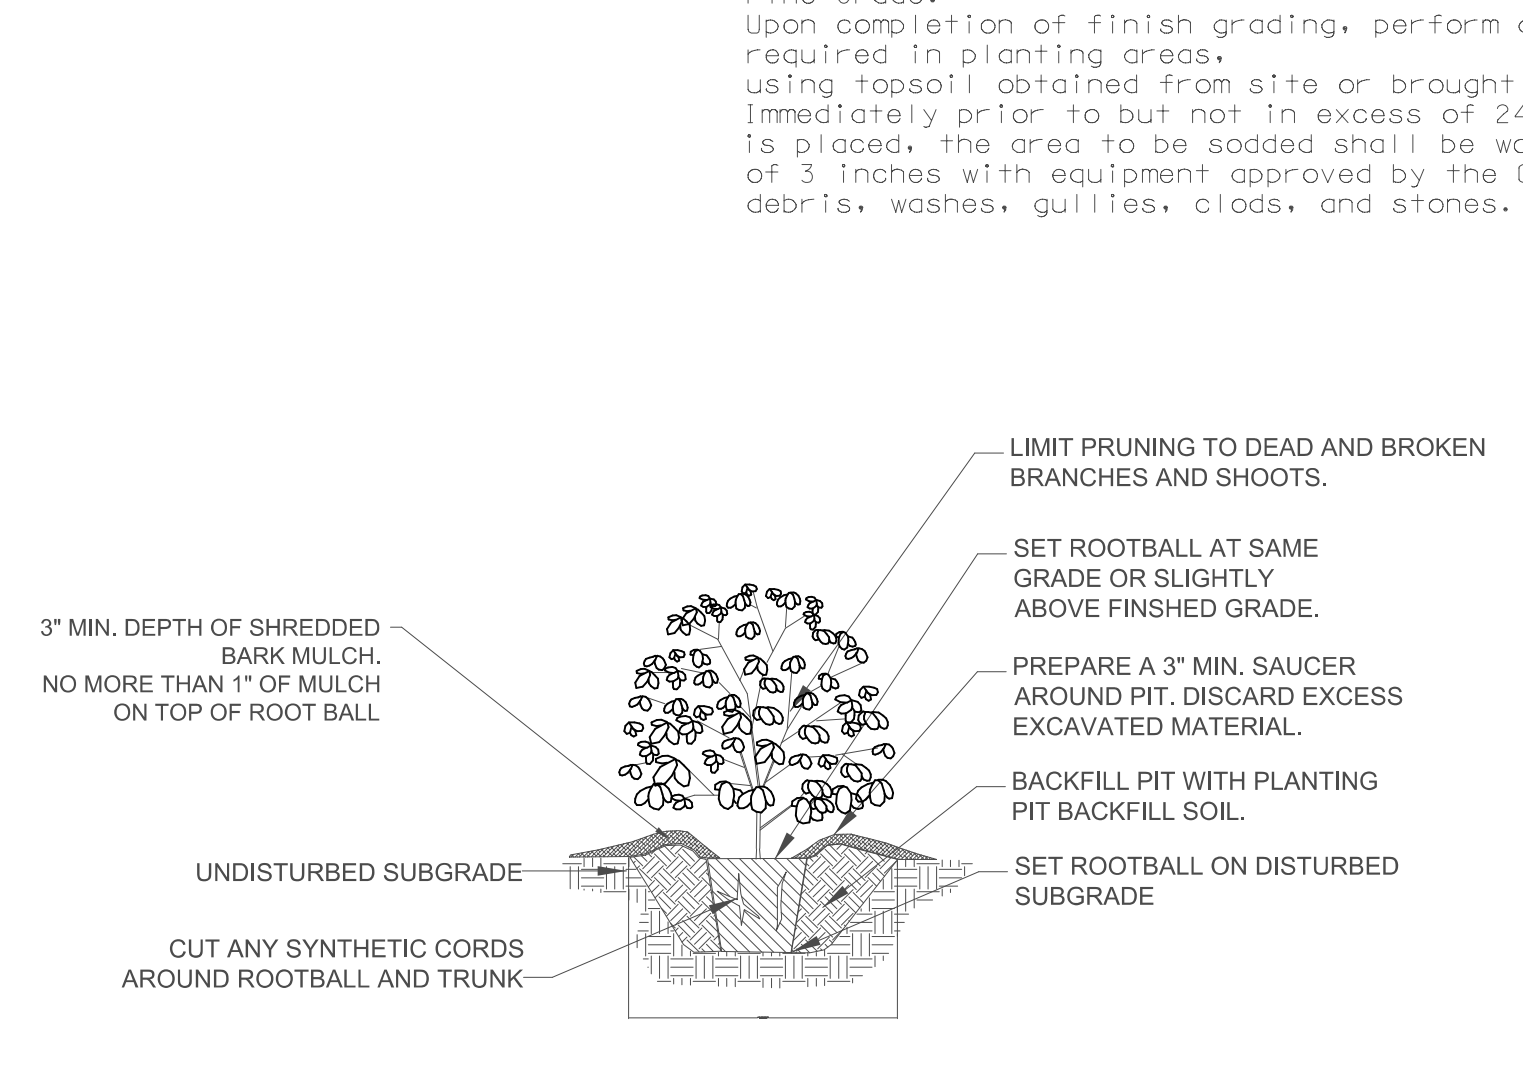 Upon completion of finish grading, perform
required in planting areas,
using topsoil obtained from site or brought
Immediately prior to but not in excess of 24
is placed, the area to be sodded shall be
of 3 inches with equipment approved by the
debris, washes, gullies, clods, and stones.
LIMIT PRUNING TO DEAD AND BROKEN
BRANCHES AND SHOOTS.
SET ROOTBALL AT SAME
GRADE OR SLIGHTLY
ABOVE FINSHED GRADE.
3" MIN. DEPTH OF SHREDDED
BARK MULCH.
NO MORE THAN 1" OF MULCH
ON TOP OF ROOT BALL
PREPARE A 3" MIN. SAUCER
AROUND PIT. DISCARD EXCESS
EXCAVATED MATERIAL.
BACKFILL PIT WITH PLANTING
PIT BACKFILL SOIL.
UNDISTURBED SUBGRADE
SET ROOTBALL ON DISTURBED
SUBGRADE
CUT ANY SYNTHETIC CORDS
AROUND ROOTBALL AND TRUNK